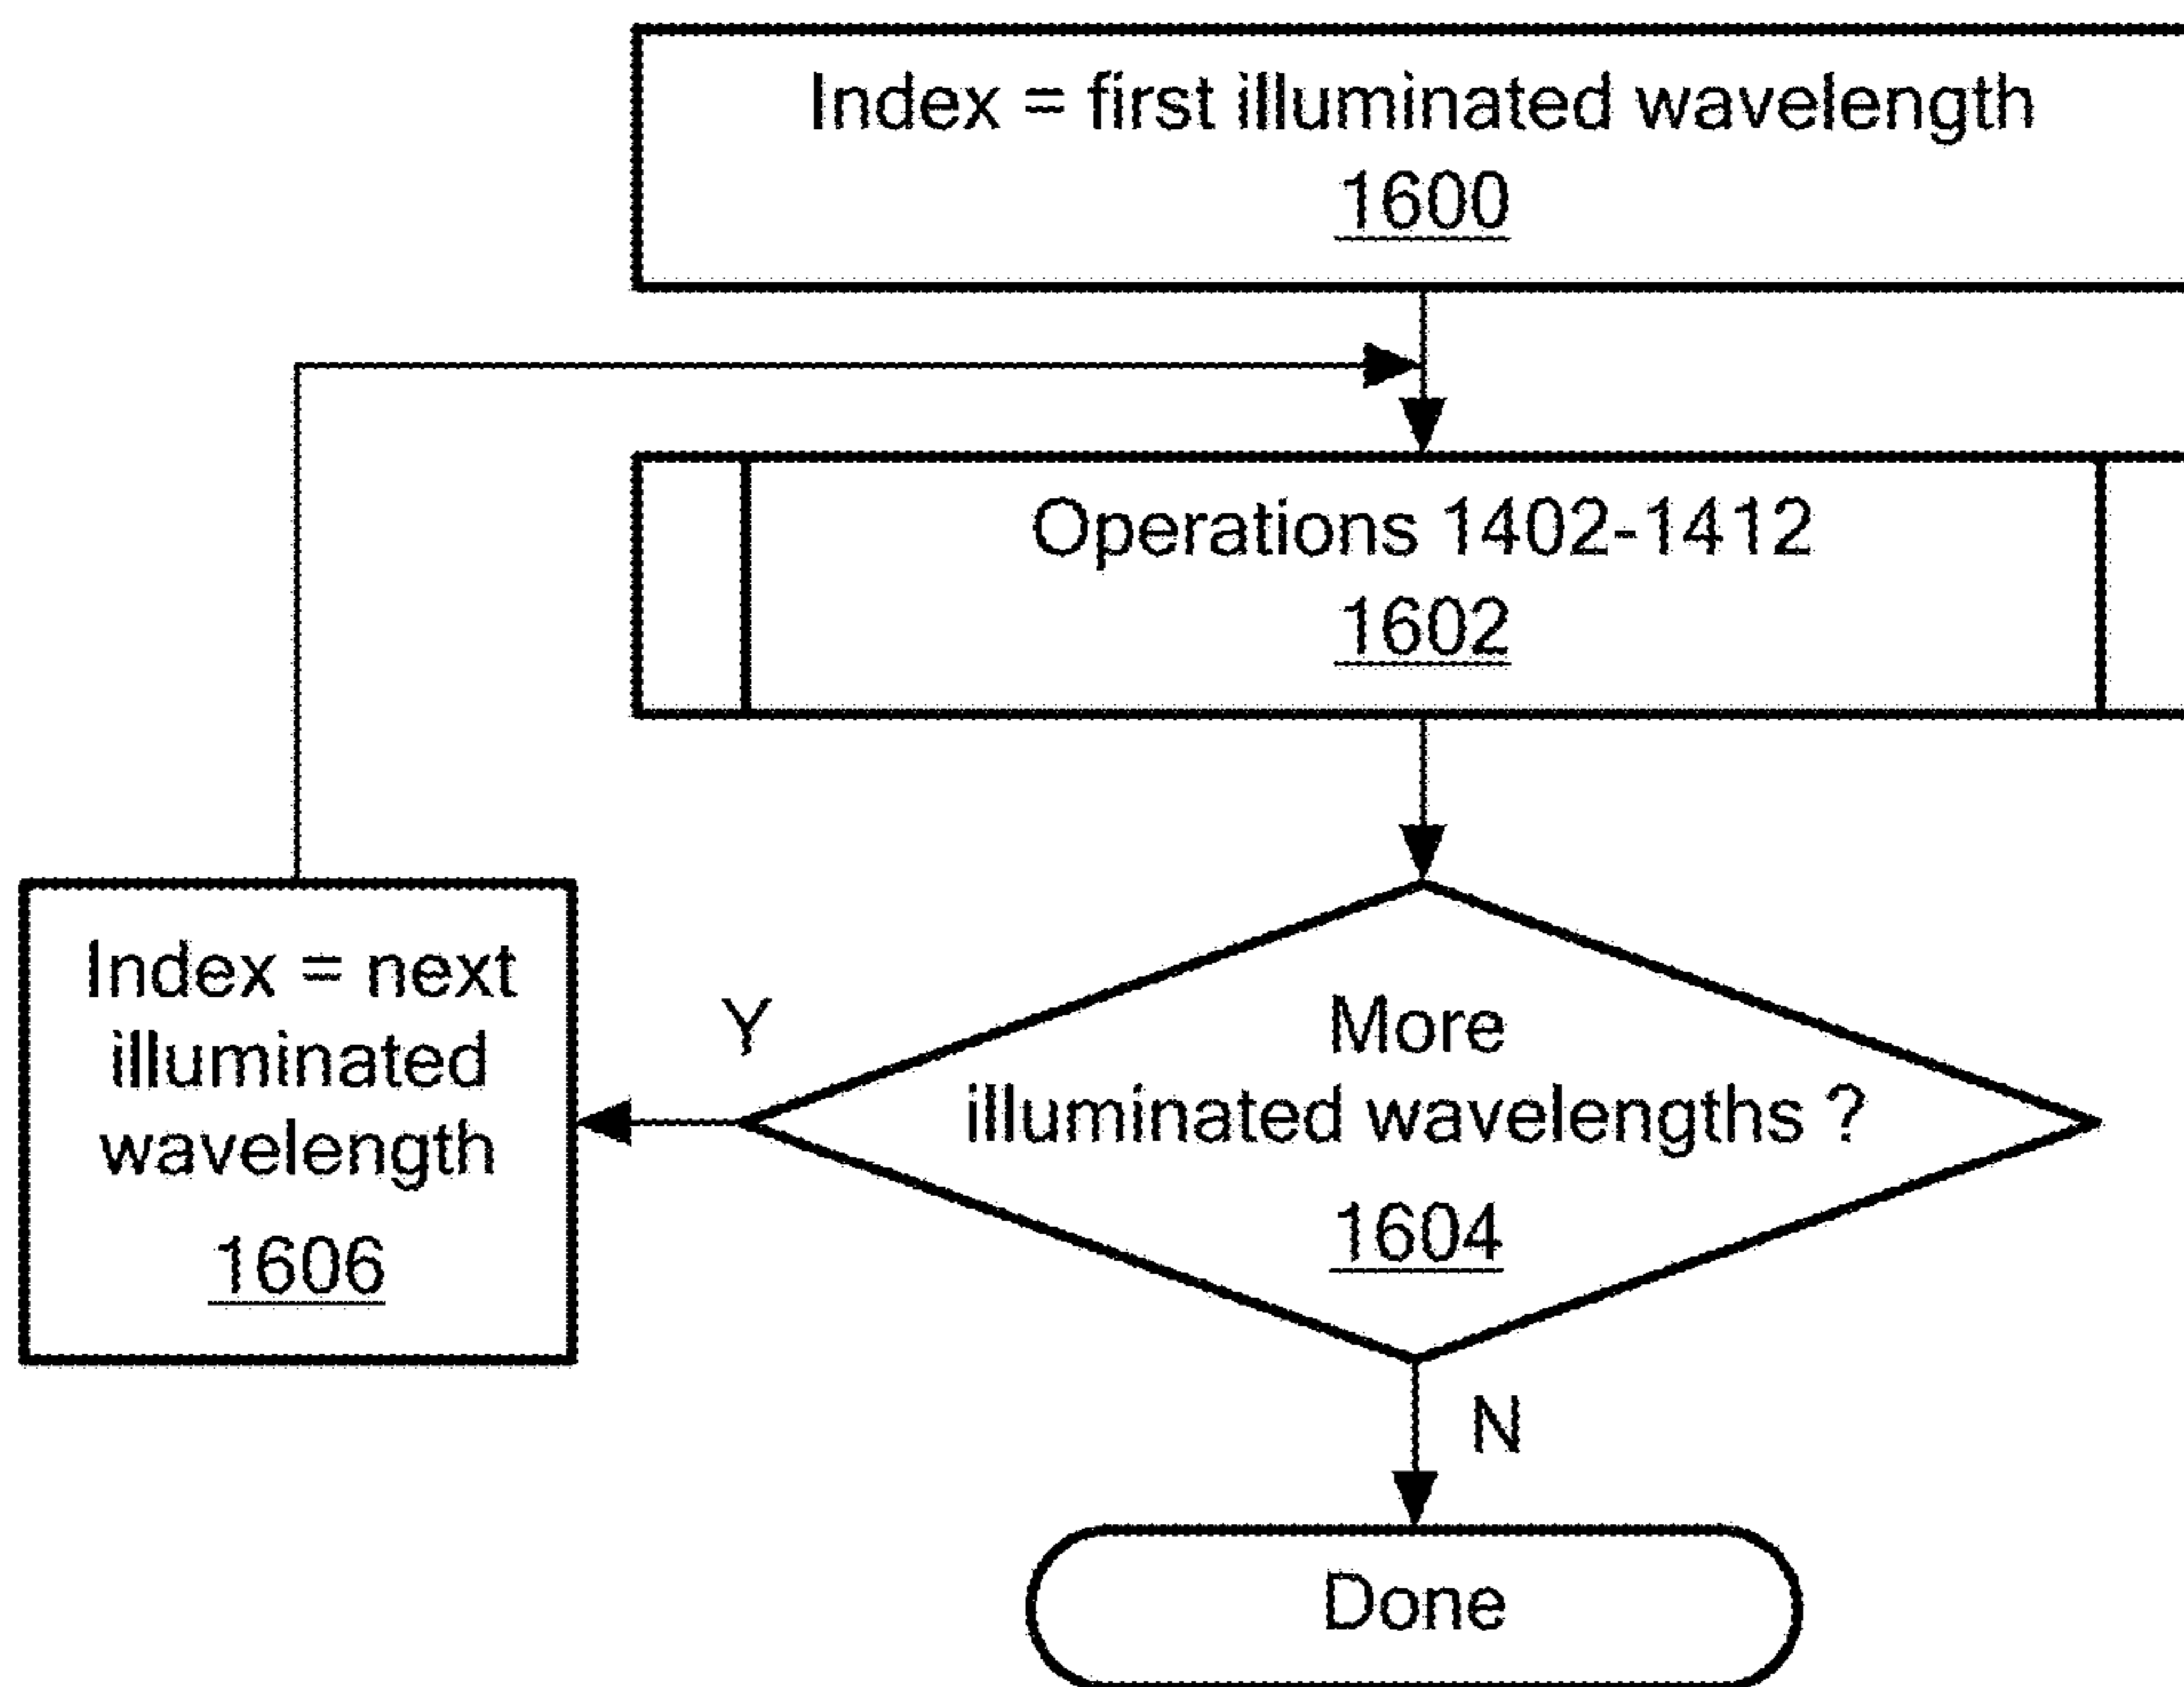 Index = first illuminated wavelength
1600
Operations 1402-1412
1602
Index = next
illuminated
wavelength
1606
Y
More
illuminated wavelengths ?
1604
N
Done